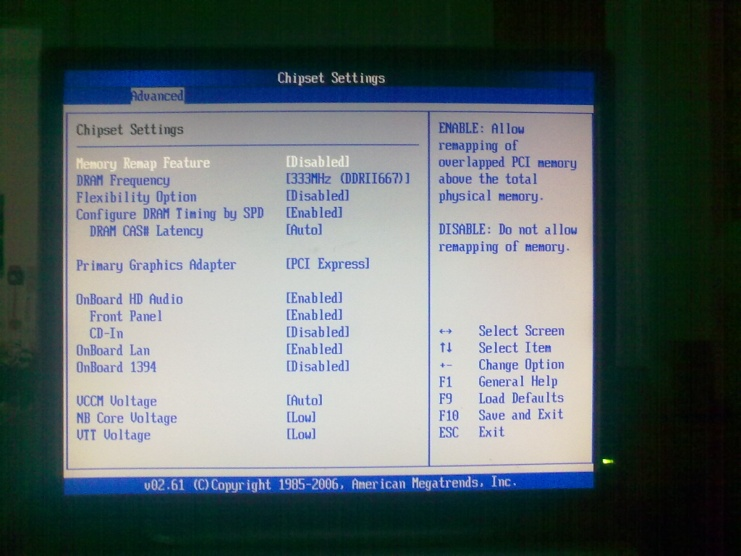 Chipset Settings
Advanced
Chipset Settings
Memory Remap Feature [Disabled]
DRAM Frequency [333MHz (DDRII667)]
Flexibility Option [Disabled]
Configure DRAM Timing by SPD [Enabled]
DRAM CAS# Latency [Auto]
Primary Graphics Adapter [PCI Express]
OnBoard HD Audio [Enabled]
Front Panel [Enabled]
CD-In [Disabled]
OnBoard Lan [Enabled]
OnBoard 1394 [Disabled]
VCCM Voltage [Auto]
NB Core Voltage [Low]
VTT Voltage [Low]
ENABLE: Allow
remapping of
overlapped PCI memory
above the total
physical memory.
DISABLE: Do not allow
remapping of memory.
↔ Select Screen
↑↓ Select Item
+- Change Option
F1 General Help
F9 Load Defaults
F10 Save and Exit
ESC Exit
v02.61 (C)Copyright 1985-2006, American Megatrends, Inc.